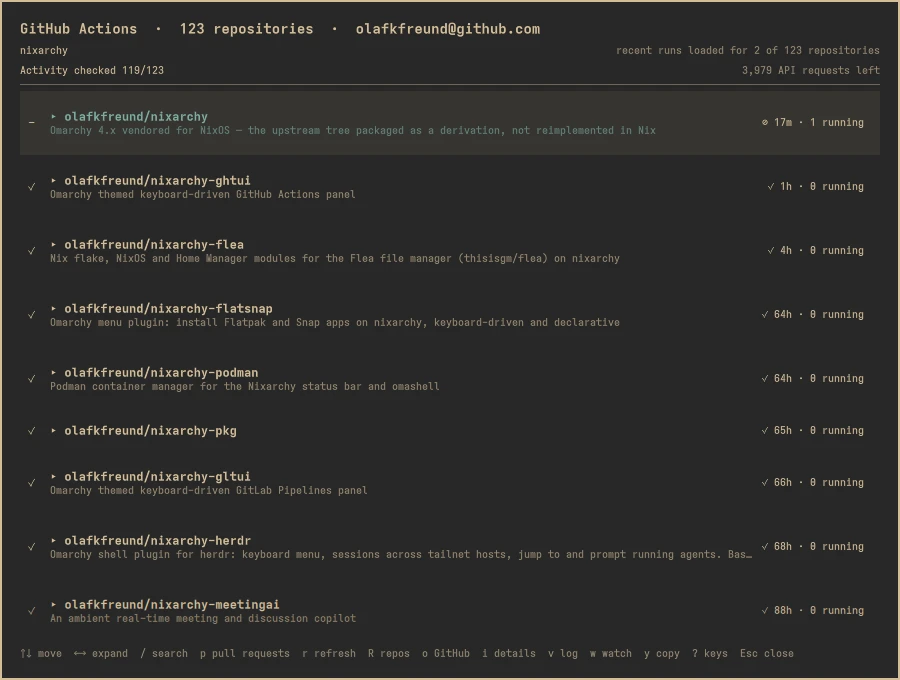 GitHub Actions · 123 repositories · olafkfreund@github.com
nixarchy recent runs loaded for 2 of 123 repositories
Activity checked 119/123 3,979 API requests left
– ▸ olafkfreund/nixarchy ⊘ 17m · 1 running
Omarchy 4.x vendored for NixOS — the upstream tree packaged as a derivation, not reimplemented in Nix
✓ ▸ olafkfreund/nixarchy-ghtui ✓ 1h · 0 running
Omarchy themed keyboard-driven GitHub Actions panel
✓ ▸ olafkfreund/nixarchy-flea ✓ 4h · 0 running
Nix flake, NixOS and Home Manager modules for the Flea file manager (thisisgm/flea) on nixarchy
✓ ▸ olafkfreund/nixarchy-flatsnap ✓ 64h · 0 running
Omarchy menu plugin: install Flatpak and Snap apps on nixarchy, keyboard-driven and declarative
✓ ▸ olafkfreund/nixarchy-podman ✓ 64h · 0 running
Podman container manager for the Nixarchy status bar and omashell
✓ ▸ olafkfreund/nixarchy-pkg ✓ 65h · 0 running
✓ ▸ olafkfreund/nixarchy-gltui ✓ 66h · 0 running
Omarchy themed keyboard-driven GitLab Pipelines panel
✓ ▸ olafkfreund/nixarchy-herdr ✓ 68h · 0 running
Omarchy shell plugin for herdr: keyboard menu, sessions across tailnet hosts, jump to and prompt running agents. Bas…
✓ ▸ olafkfreund/nixarchy-meetingai ✓ 88h · 0 running
An ambient real-time meeting and discussion copilot
↑↓ move ←→ expand / search p pull requests r refresh R repos o GitHub i details v log w watch y copy ? keys Esc close